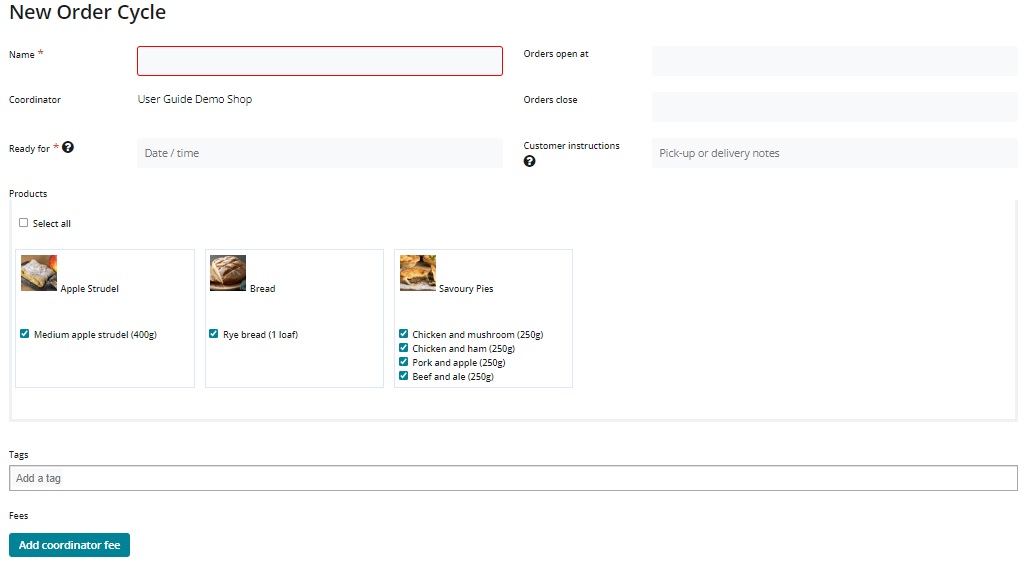 New Order Cycle
Name *
Orders open at
Coordinator
User Guide Demo Shop
Orders close
Ready for * ?
Date / time
Customer instructions
?
Pick-up or delivery notes
Products
Select all
Apple Strudel
Medium apple strudel (400g)
Bread
Rye bread (1 loaf)
Savoury Pies
Chicken and mushroom (250g)
Chicken and ham (250g)
Pork and apple (250g)
Beef and ale (250g)
Tags
Add a tag
Fees
Add coordinator fee